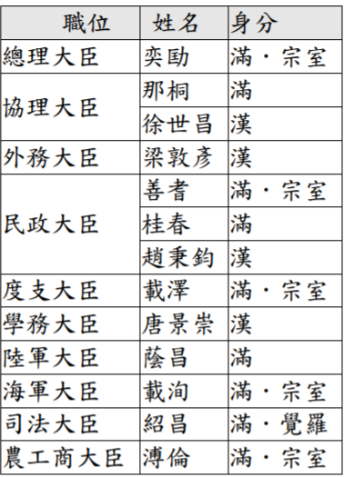 職位 姓名 身分
總理大臣 奕劻 滿．宗室
協理大臣 那桐 滿
徐世昌 漢
外務大臣 梁敦彥 漢
民政大臣 善耆 滿．宗室
桂春 滿
趙秉鈞 漢
度支大臣 載澤 滿．宗室
學務大臣 唐景崇 漢
陸軍大臣 蔭昌 滿
海軍大臣 載洵 滿．宗室
司法大臣 紹昌 滿．覺羅
農工商大臣 溥倫 滿．宗室